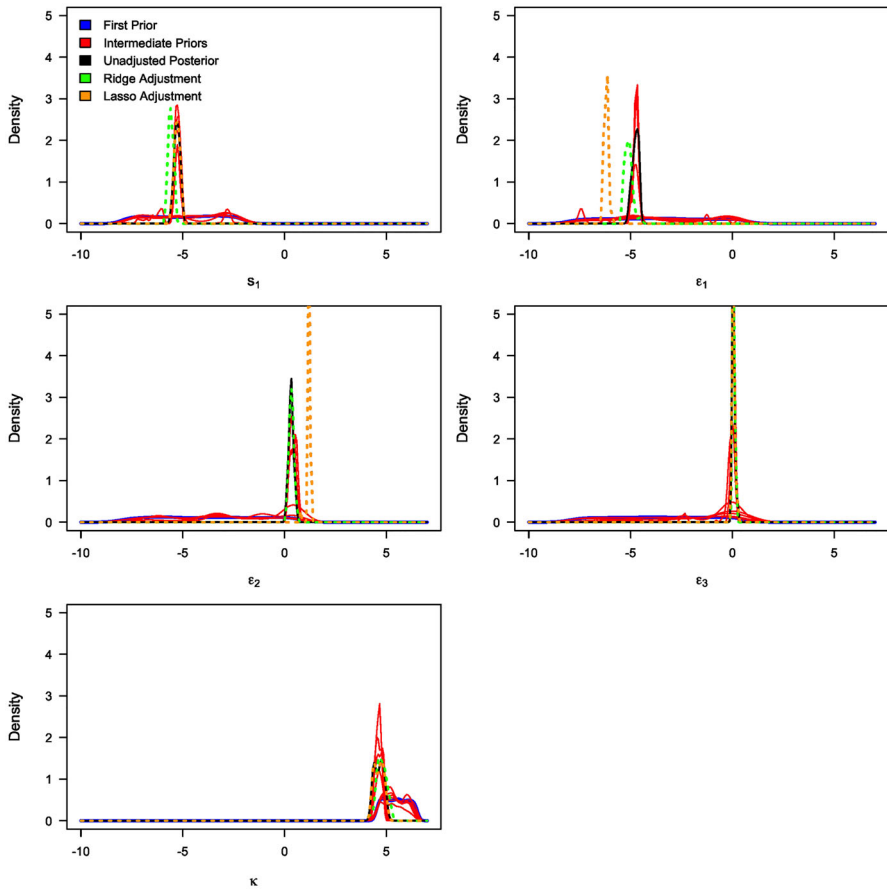 5
4
3
2
1
0
Density
First Prior
Intermediate Priors
Unadjusted Posterior
Ridge Adjustment
Lasso Adjustment
-10 -5 0 5
s1
5
4
3
2
1
0
Density
-10 -5 0 5
ε1
5
4
3
2
1
0
Density
-10 -5 0 5
ε2
5
4
3
2
1
0
Density
-10 -5 0 5
ε3
5
4
3
2
1
0
Density
-10 -5 0 5
κ